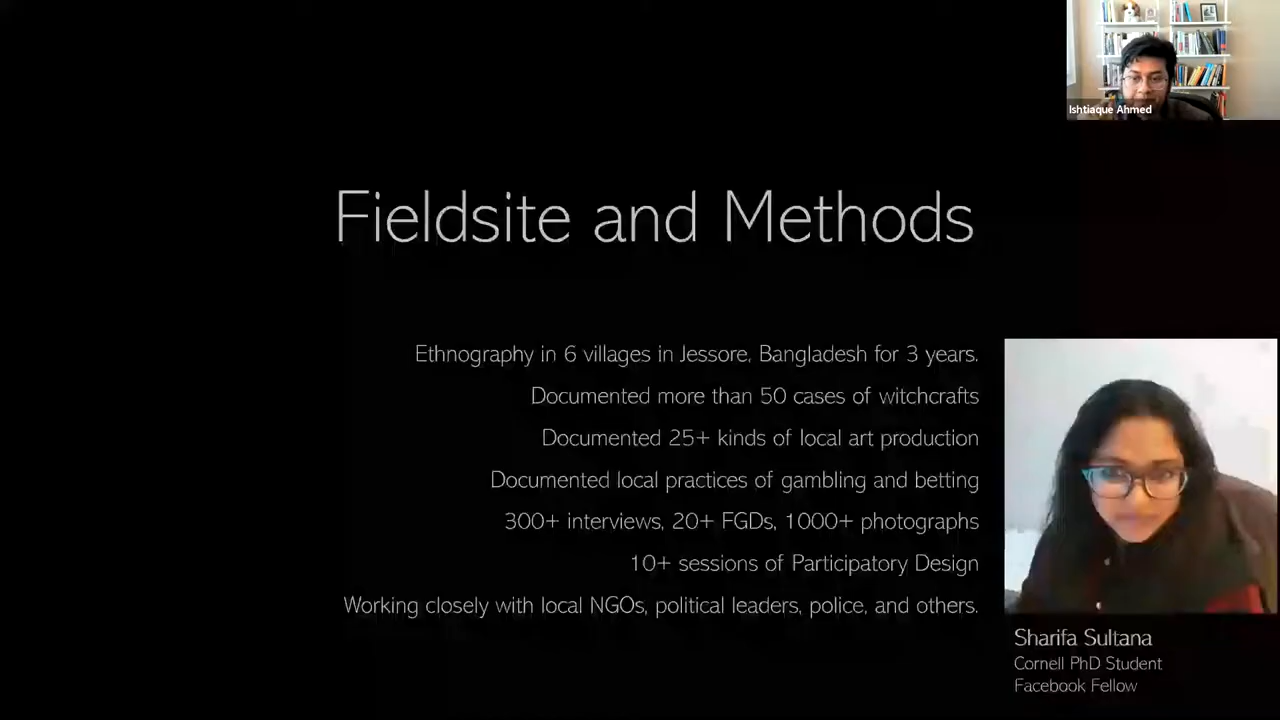 Ishtiaque Ahmed
Fieldsite and Methods
Ethnography in 6 villages in Jessore, Bangladesh for 3 years.
Documented more than 50 cases of witchcrafts
Documented 25+ kinds of local art production
Documented local practices of gambling and betting
300+ interviews, 20+ FGDs, 1000+ photographs
10+ sessions of Participatory Design
Working closely with local NGOs, political leaders, police, and others.
Sharifa Sultana
Cornell PhD Student
Facebook Fellow